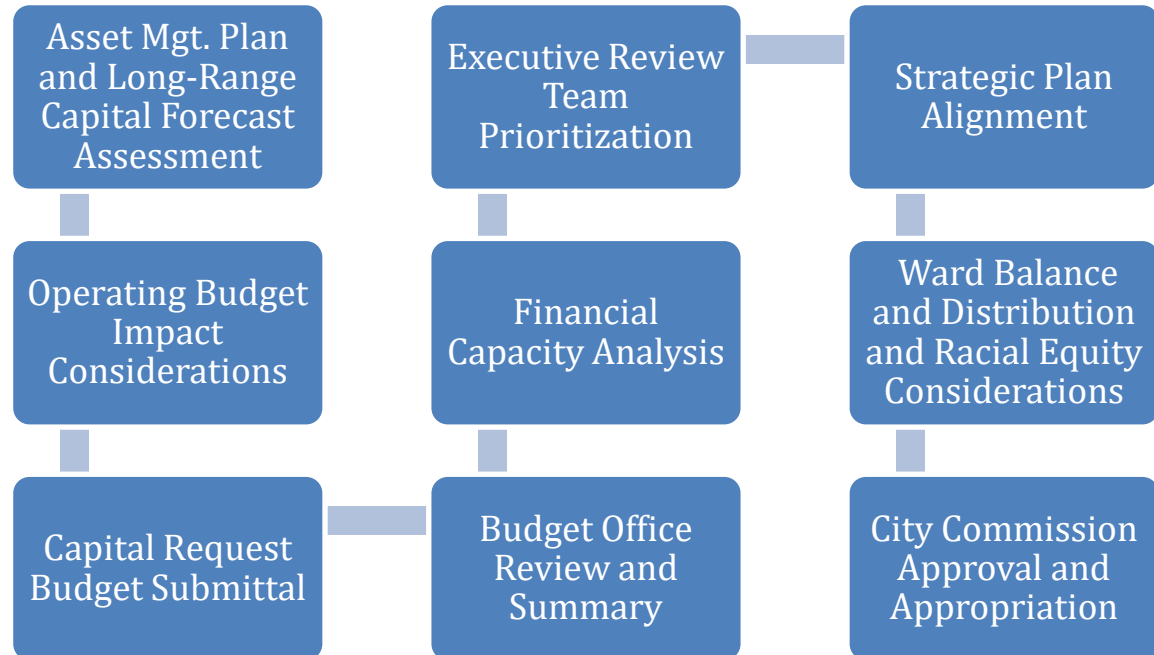 Asset Mgt. Plan
and Long-Range
Capital Forecast
Assessment
Operating Budget
Impact
Considerations
Capital Request
Budget Submittal
Budget Office
Review and
Summary
Financial
Capacity Analysis
Executive Review
Team
Prioritization
Strategic Plan
Alignment
Ward Balance
and Distribution
and Racial Equity
Considerations
City Commission
Approval and
Appropriation